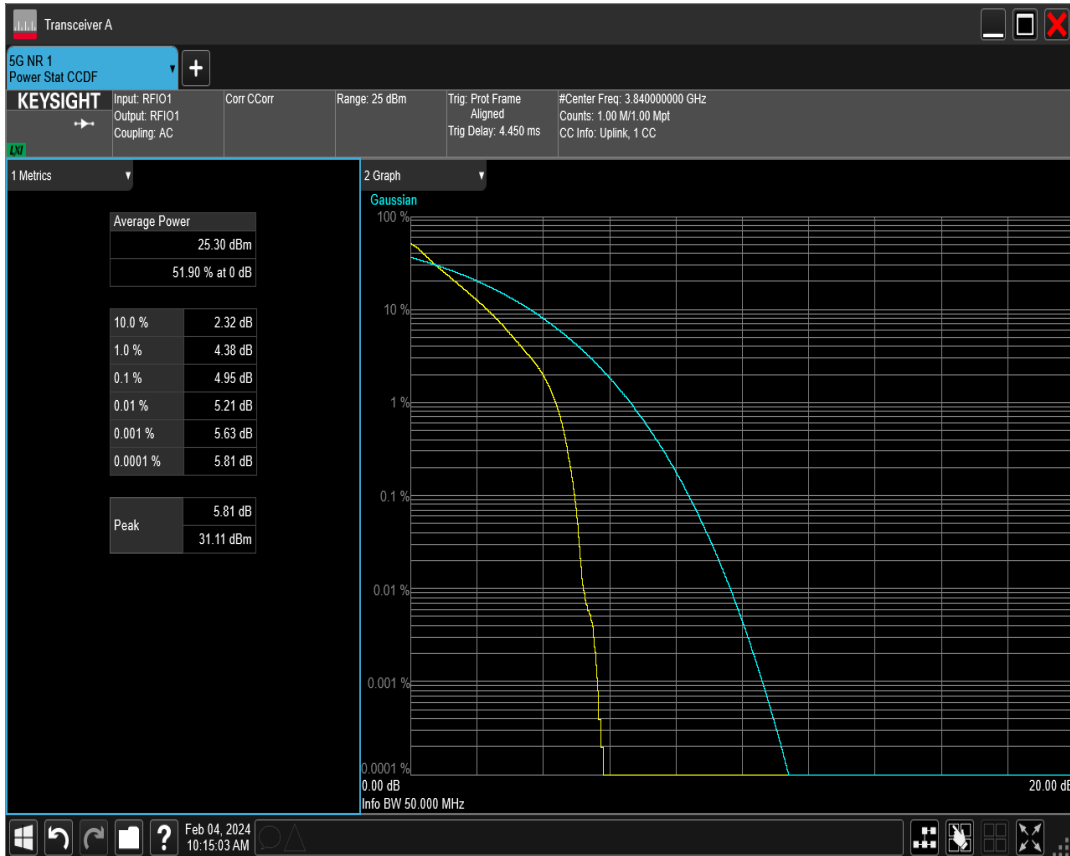 Transceiver A
5G NR 1
Power Stat CCDF
+
KEYSIGHT
LXI
Input: RFIO1
Output: RFIO1
Coupling: AC
Corr CCorr
Range: 25 dBm
Trig: Prot Frame
Aligned
Trig Delay: 4.450 ms
#Center Freq: 3.840000000 GHz
Counts: 1.00 M/1.00 Mpt
CC Info: Uplink, 1 CC
1 Metrics
Average Power
25.30 dBm
51.90 % at 0 dB
10.0 % 2.32 dB
1.0 % 4.38 dB
0.1 % 4.95 dB
0.01 % 5.21 dB
0.001 % 5.63 dB
0.0001 % 5.81 dB
Peak 5.81 dB
31.11 dBm
2 Graph
Gaussian
100 %
10 %
1 %
0.1 %
0.01 %
0.001 %
0.0001 %
0.00 dB 20.00 dB
Info BW 50.000 MHz
?
Feb 04, 2024
10:15:03 AM